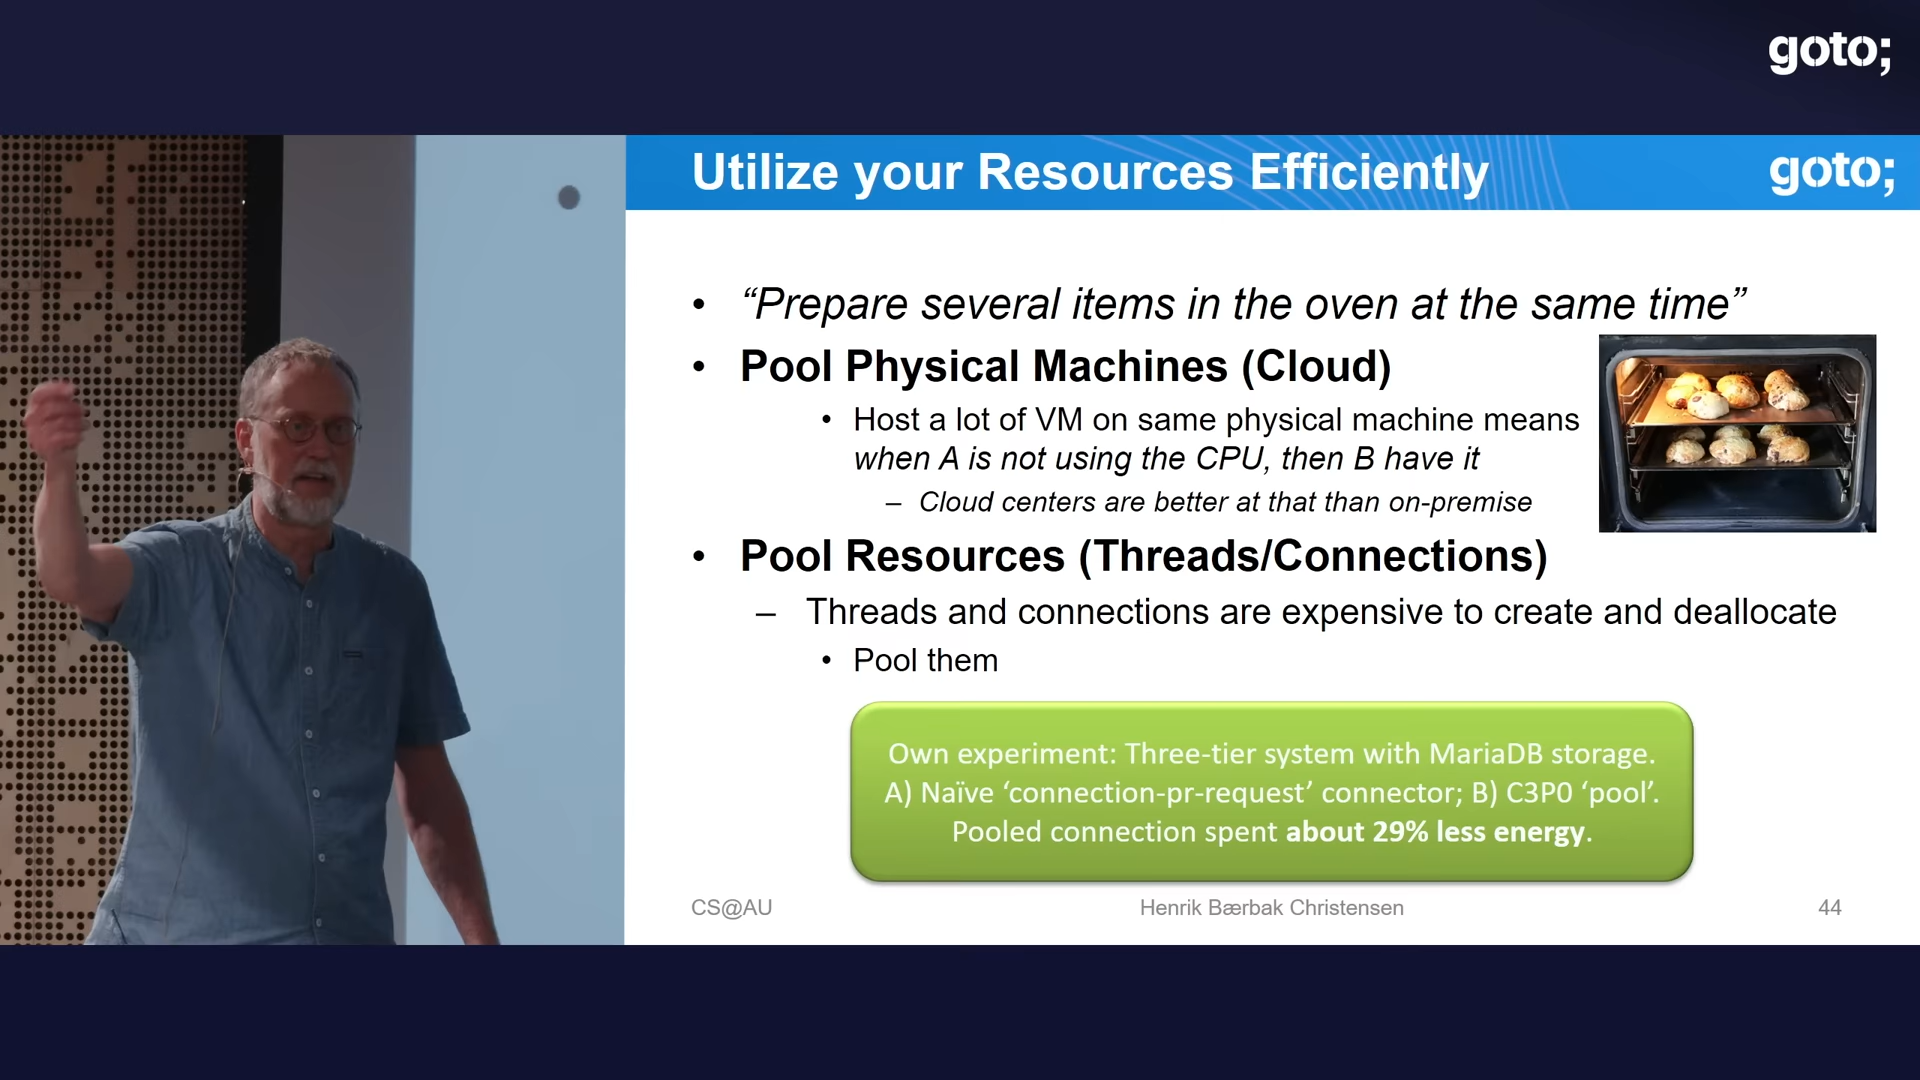 goto;
Utilize your Resources Efficiently
goto;
• “Prepare several items in the oven at the same time”
• Pool Physical Machines (Cloud)
• Host a lot of VM on same physical machine means
when A is not using the CPU, then B have it
– Cloud centers are better at that than on-premise
• Pool Resources (Threads/Connections)
– Threads and connections are expensive to create and deallocate
• Pool them
Own experiment: Three-tier system with MariaDB storage.
A) Naïve ‘connection-pr-request’ connector; B) C3P0 ‘pool’.
Pooled connection spent about 29% less energy.
CS@AU
Henrik Bærbak Christensen
44